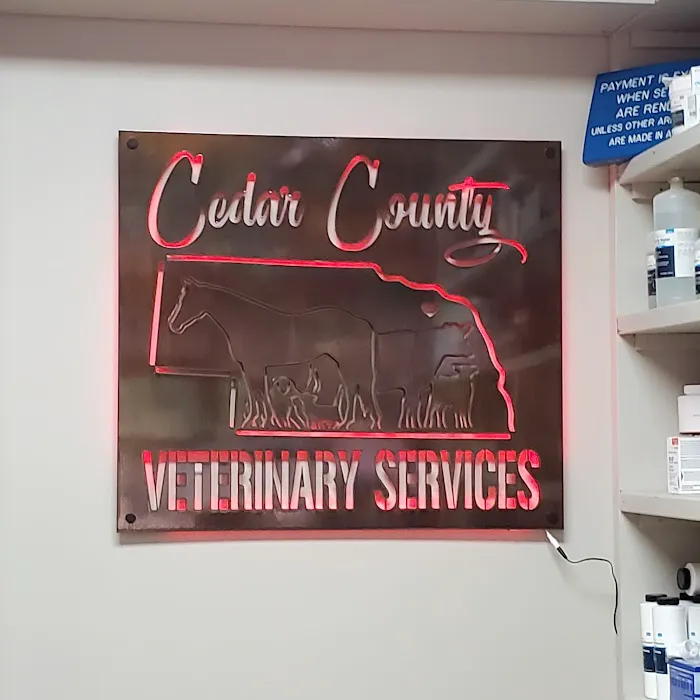 Cedar County
VETERINARY SERVICES
PAYMENT IS
WHEN
ARE
UNLESS OTHER
ARE MADE IN